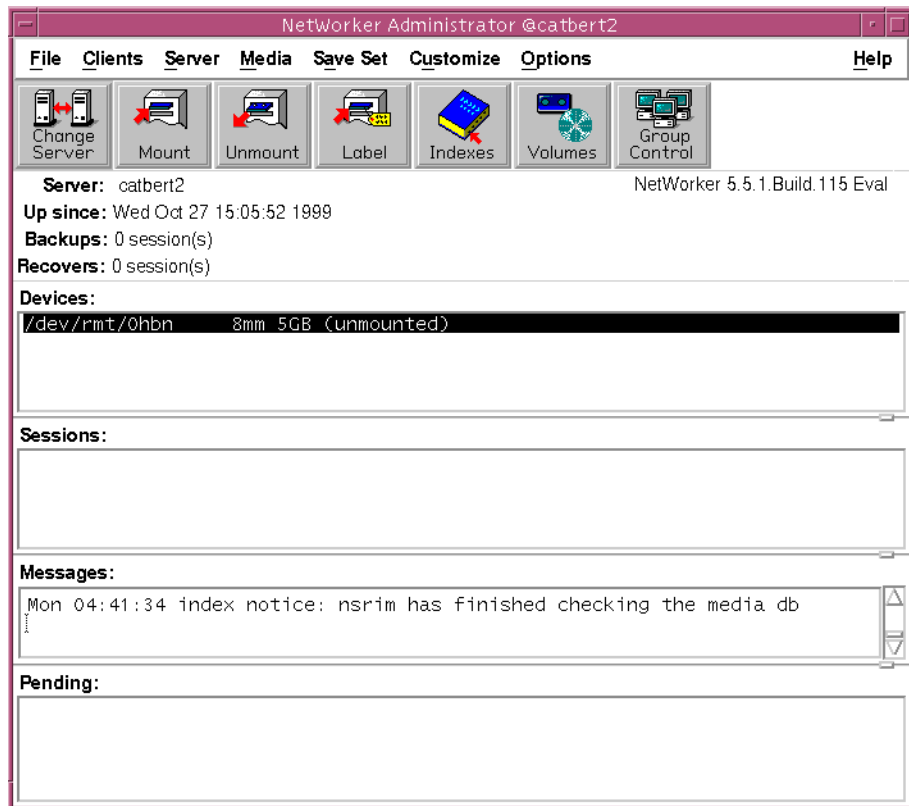 NetWorker Administrator @catbert2
File Clients Server Media Save Set Customize Options Help
Change Server
Mount
Unmount
Label
Indexes
Volumes
Group Control
Server: catbert2
NetWorker 5.5.1.Build.115 Eval
Up since: Wed Oct 27 15:05:52 1999
Backups: 0 session(s)
Recovers: 0 session(s)
Devices:
/dev/rmt/0hbn 8mm 5GB (unmounted)
Sessions:
Messages:
Mon 04:41:34 index notice: nsrim has finished checking the media db
Pending: